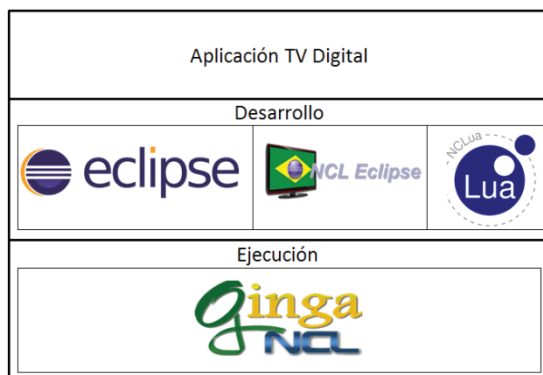 Aplicación TV Digital
Desarrollo
eclipse
NCL Eclipse
NCLua
Lua
Ejecución
ginga
NCL